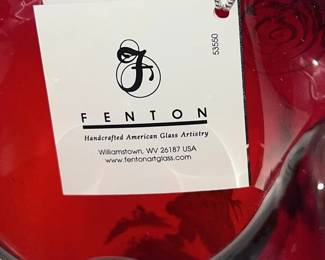 F
FENTON
Handcrafted American Glass Artistry
Williamstown, WV 26187 USA
www.fentonartglass.com
53550